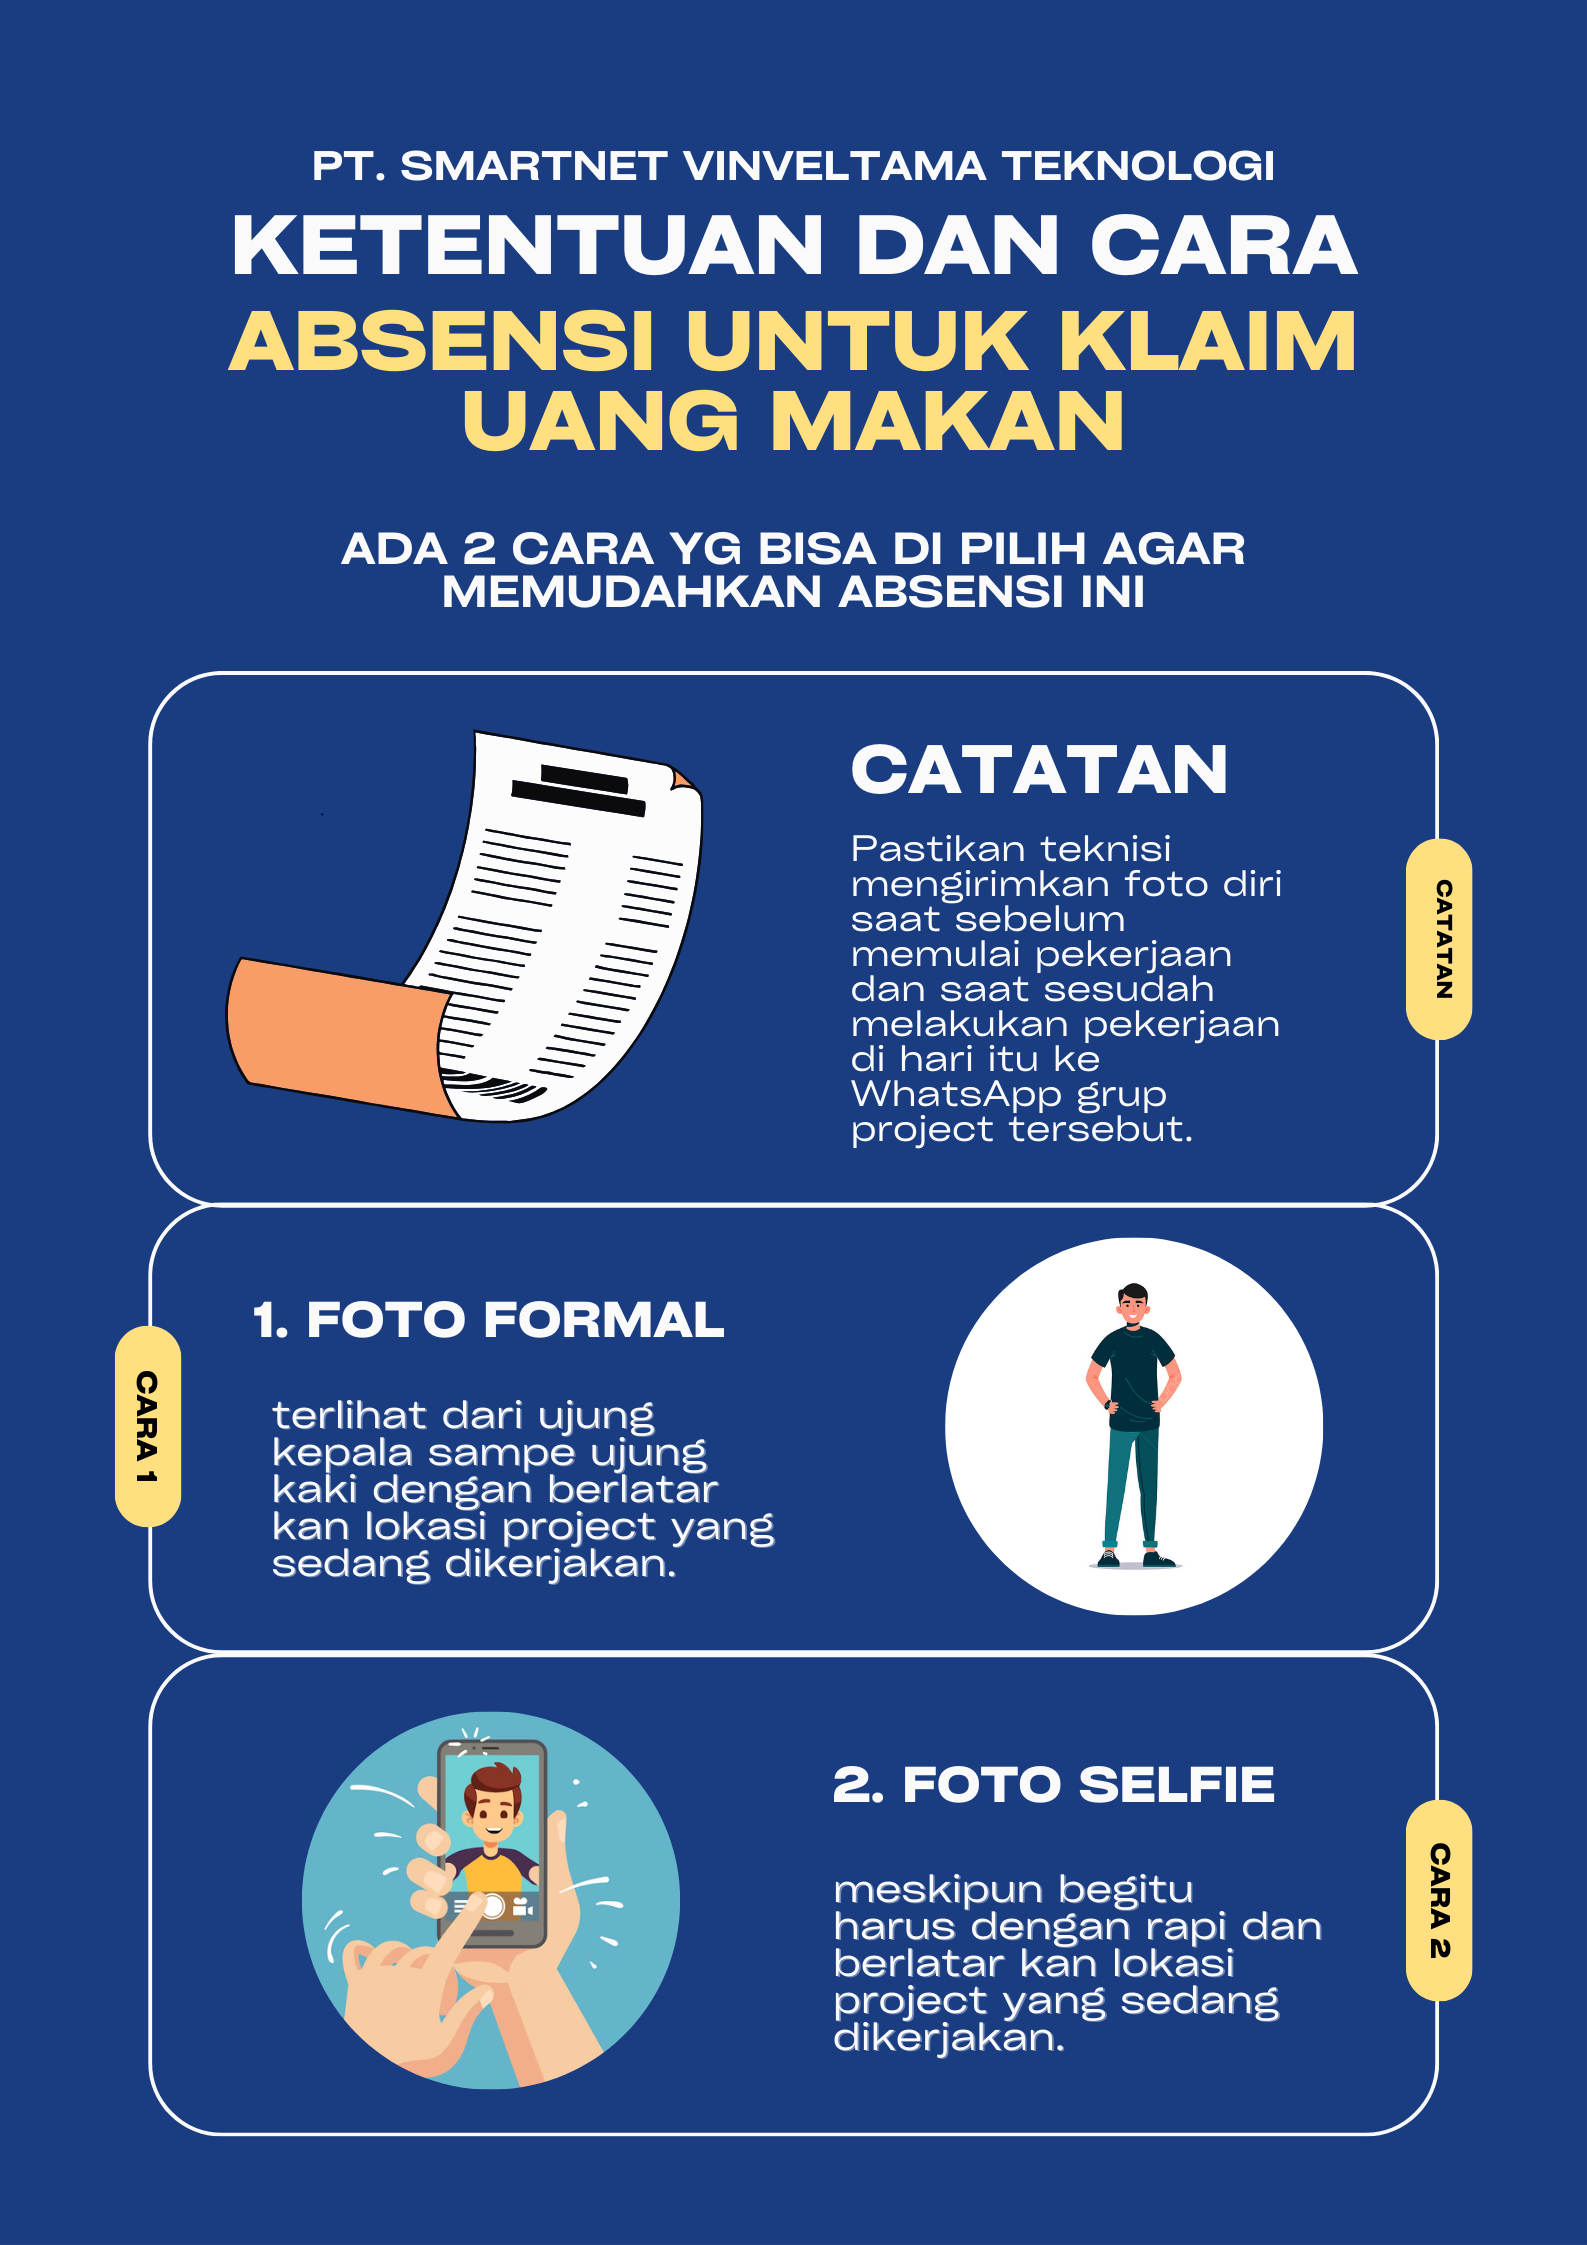 PT. SMARTNET VINVELTAMA TEKNOLOGI
KETENTUAN DAN CARA
ABSENSI UNTUK KLAIM
UANG MAKAN
ADA 2 CARA YG BISA DI PILIH AGAR
MEMUDAHKAN ABSENSI INI
CATATAN
Pastikan teknisi
mengirimkan foto diri
saat sebelum
memulai pekerjaan
dan saat sesudah
melakukan pekerjaan
di hari itu ke
WhatsApp grup
project tersebut.
CATATAN
CARA 1
1. FOTO FORMAL
terlihat dari ujung
kepala sampe ujung
kaki dengan berlatar
kan lokasi project yang
sedang dikerjakan.
2. FOTO SELFIE
meskipun begitu
harus dengan rapi dan
berlatar kan lokasi
project yang sedang
dikerjakan.
CARA 2